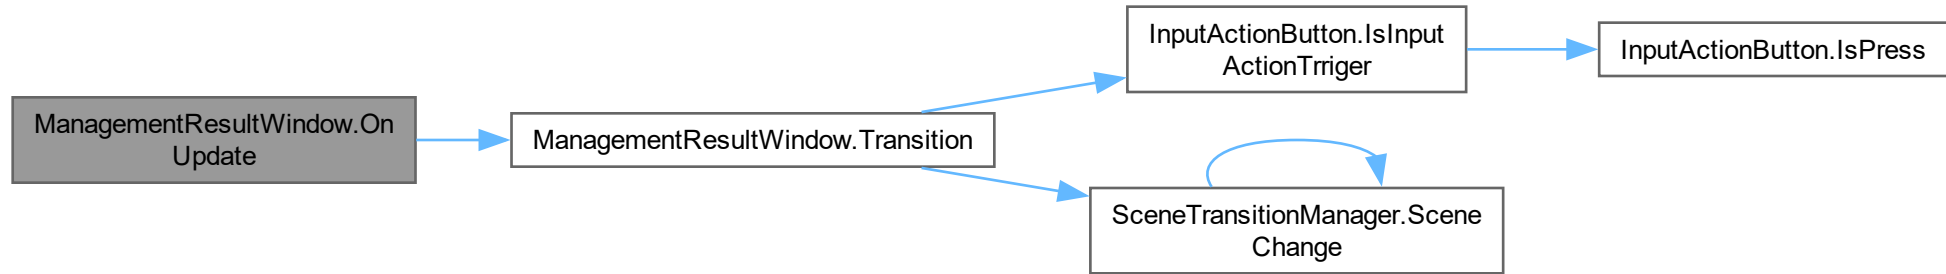 ManagementResultWindow.On
Update
ManagementResultWindow.Transition
InputActionButton.IsInput
ActionTrriger
InputActionButton.IsPress
SceneTransitionManager.Scene
Change